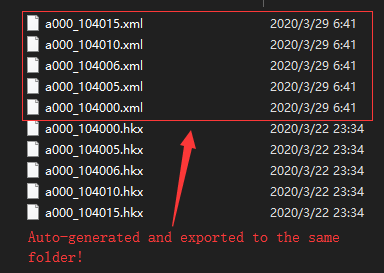 a000_104015.xml 2020/3/29 6:41
a000_104010.xml 2020/3/29 6:41
a000_104006.xml 2020/3/29 6:41
a000_104005.xml 2020/3/29 6:41
a000_104000.xml 2020/3/29 6:41
a000_104000.hkx 2020/3/22 23:34
a000_104005.hkx 2020/3/22 23:34
a000_104006.hkx 2020/3/22 23:34
a000_104010.hkx 2020/3/22 23:34
a000_104015.hkx 2020/3/22 23:34
Auto-generated and exported to the same
folder!